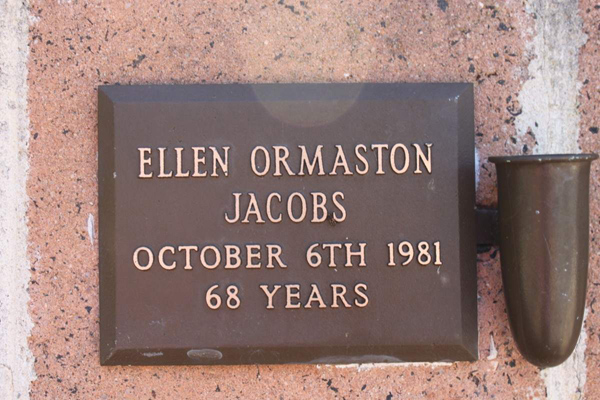 ELLEN ORMASTON
JACOBS
OCTOBER 6TH 1981
68 YEARS